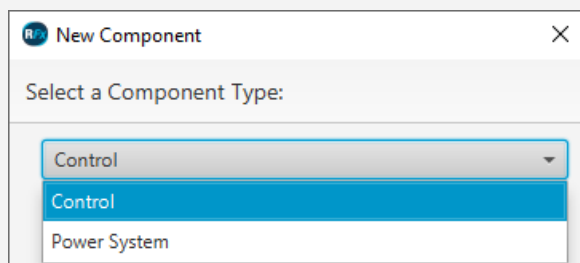 RFX New Component
Select a Component Type:
Control
Control
Power System